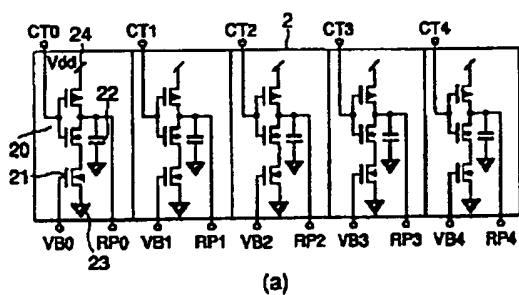 CT0 24 CT1 CT2 2 CT3 CT4
Vdd
22
20
21
VB0 RP0 VB1 RP1 VB2 RP2 VB3 RP3 VB4 RP4
23
(a)